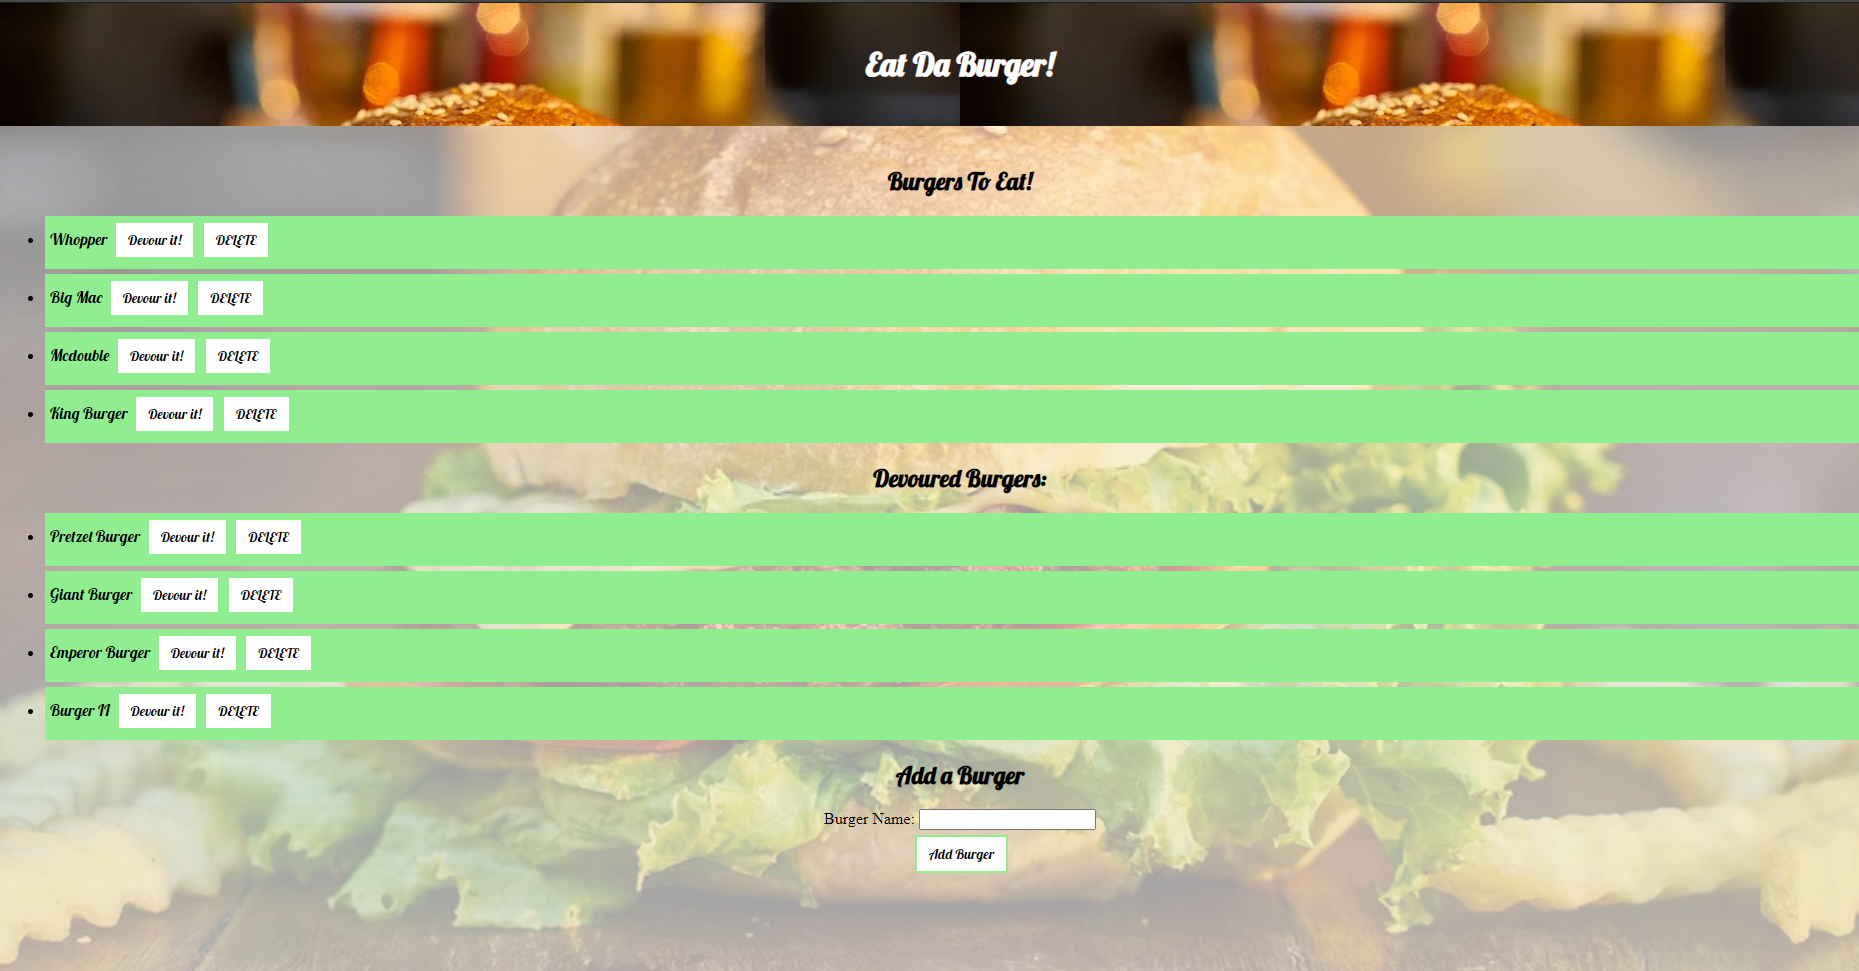 Eat Da Burger!
Burgers To Eat!
Whopper Devour it! DELETE
Big Mac Devour it! DELETE
Mcdouble Devour it! DELETE
King Burger Devour it! DELETE
Devoured Burgers:
Pretzel Burger Devour it! DELETE
Giant Burger Devour it! DELETE
Emperor Burger Devour it! DELETE
Burger II Devour it! DELETE
Add a Burger
Burger Name:
Add Burger